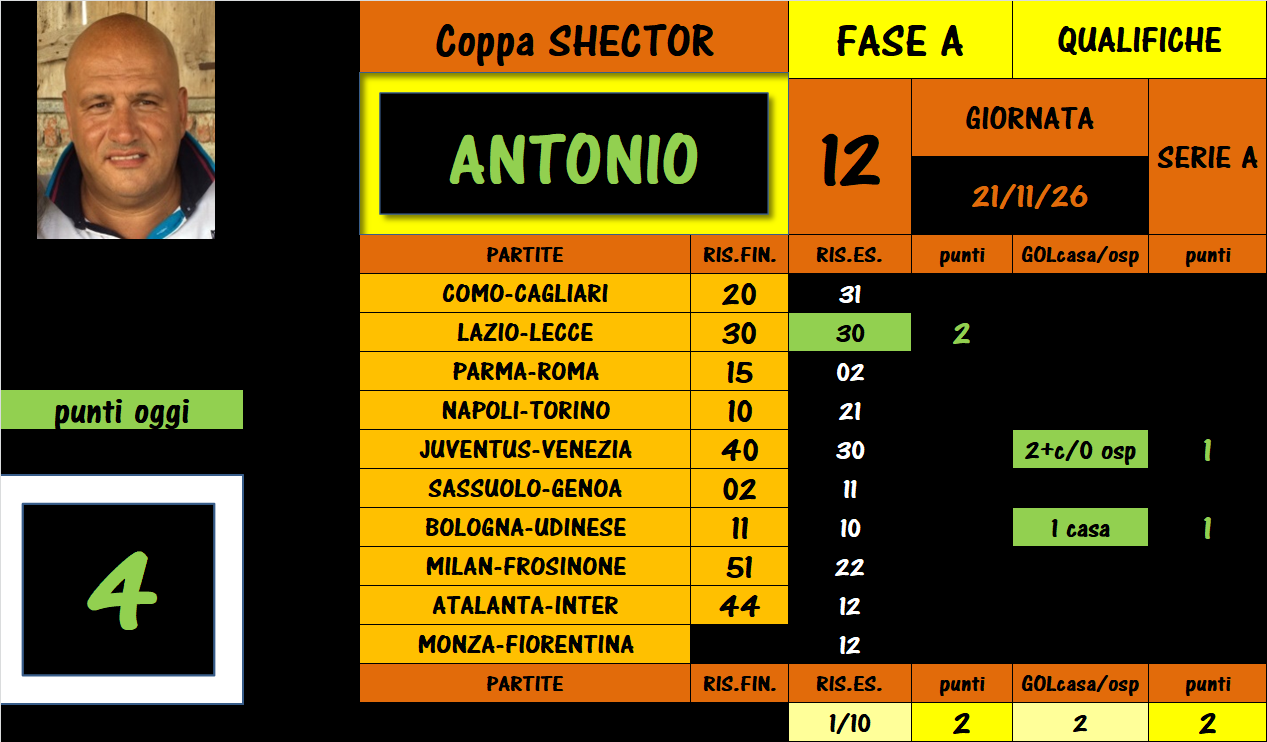 Coppa SHECTOR FASE A QUALIFICHE
ANTONIO 12 GIORNATA SERIE A
21/11/26
PARTITE RIS.FIN. RIS.ES. punti GOLcasa/osp punti
COMO-CAGLIARI 20 31
LAZIO-LECCE 30 30 2
PARMA-ROMA 15 02
punti oggi
NAPOLI-TORINO 10 21
JUVENTUS-VENEZIA 40 30 2+c/0 osp 1
SASSUOLO-GENOA 02 11
BOLOGNA-UDINESE 11 10 1 casa 1
4
MILAN-FROSINONE 51 22
ATALANTA-INTER 44 12
MONZA-FIORENTINA 12
PARTITE RIS.FIN. RIS.ES. punti GOLcasa/osp punti
1/10 2 2 2